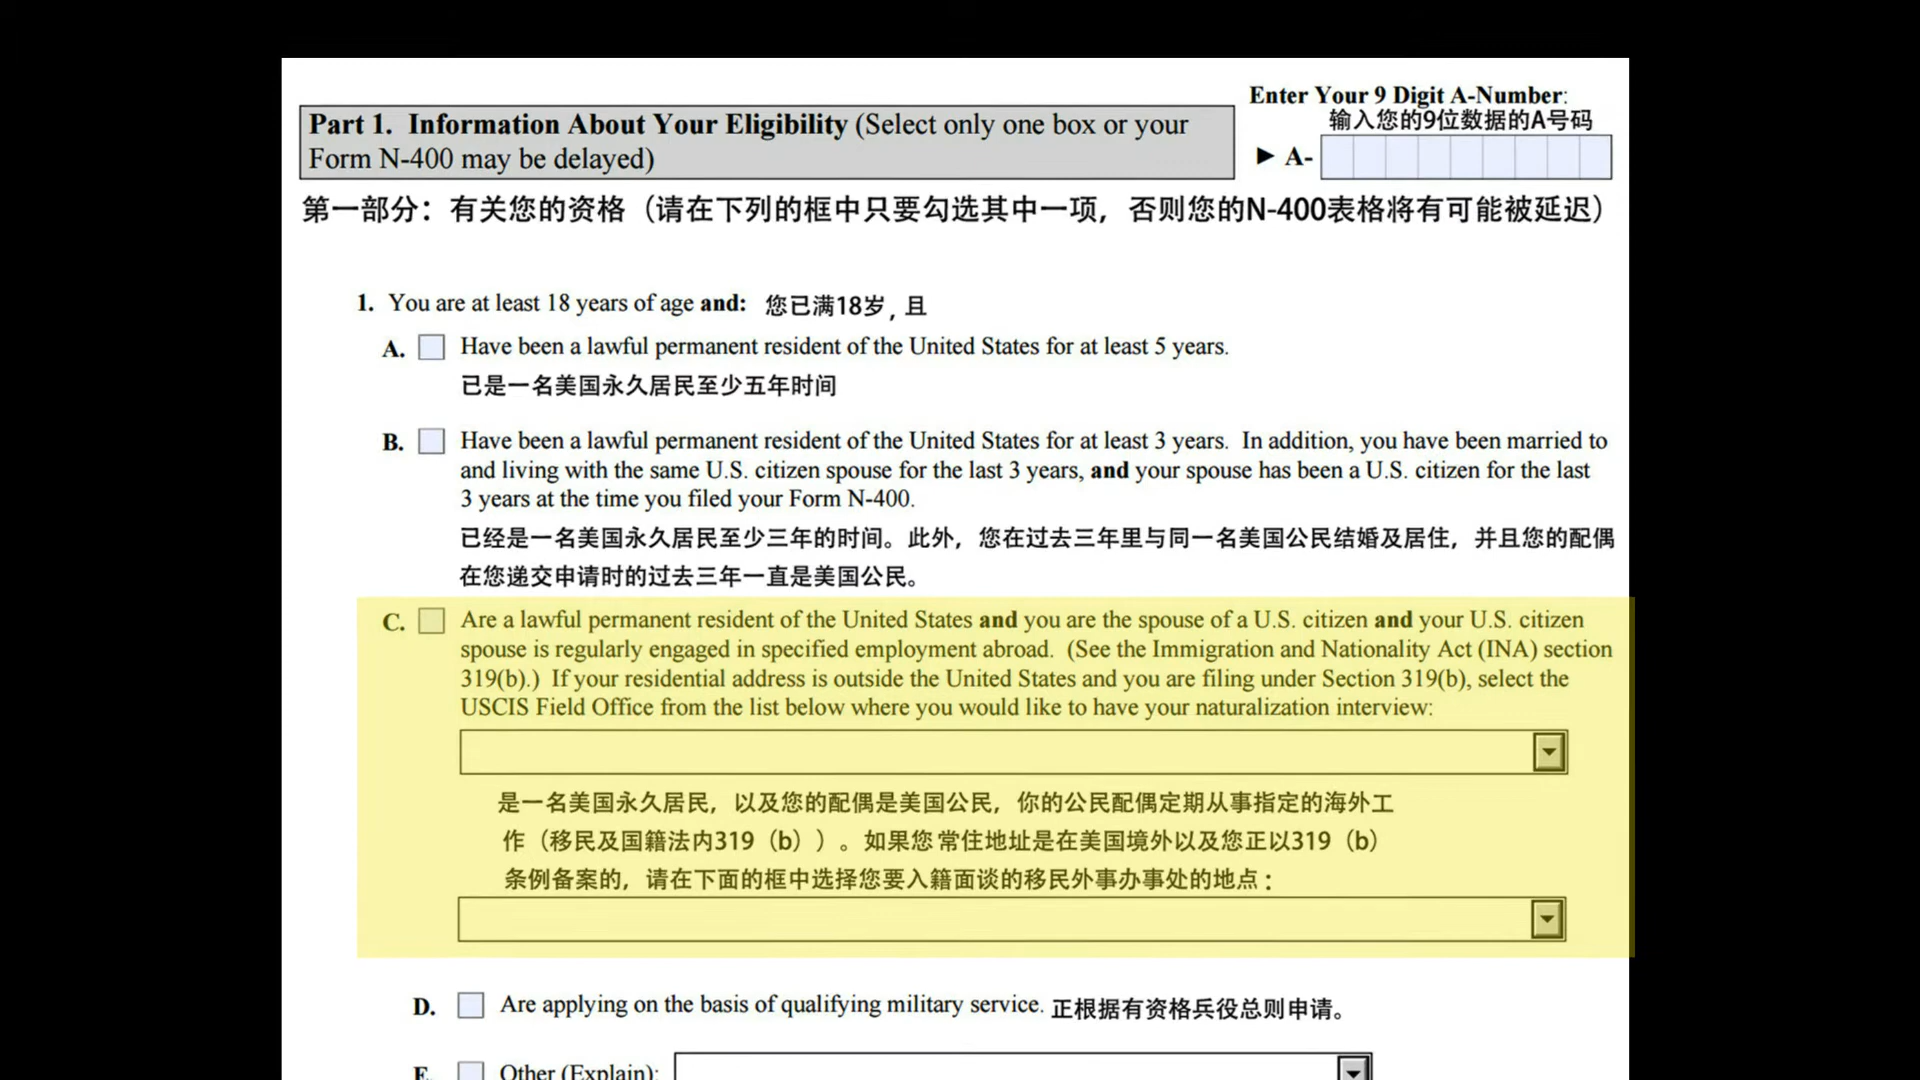 Enter Your 9 Digit A-Number:
输入您的9位数据的A号码
Part 1. Information About Your Eligibility (Select only one box or your
Form N-400 may be delayed)
► A-
第一部分：有关您的资格（请在下列的框中只要勾选其中一项，否则您的N-400表格将有可能被延迟）
1. You are at least 18 years of age and: 您已满18岁，且
A. Have been a lawful permanent resident of the United States for at least 5 years.
已是一名美国永久居民至少五年时间
B. Have been a lawful permanent resident of the United States for at least 3 years. In addition, you have been married to
and living with the same U.S. citizen spouse for the last 3 years, and your spouse has been a U.S. citizen for the last
3 years at the time you filed your Form N-400.
已经是一名美国永久居民至少三年的时间。此外，您在过去三年里与同一名美国公民结婚及居住，并且您的配偶
在您递交申请时的过去三年一直是美国公民。
C. Are a lawful permanent resident of the United States and you are the spouse of a U.S. citizen and your U.S. citizen
spouse is regularly engaged in specified employment abroad. (See the Immigration and Nationality Act (INA) section
319(b).) If your residential address is outside the United States and you are filing under Section 319(b), select the
USCIS Field Office from the list below where you would like to have your naturalization interview:
是一名美国永久居民，以及您的配偶是美国公民，你的公民配偶定期从事指定的海外工
作（移民及国籍法内319（b））。如果您常住地址是在美国境外以及您正以319（b）
条例备案的，请在下面的框中选择您要入籍面谈的移民外事办事处的地点：
D. Are applying on the basis of qualifying military service. 正根据有资格兵役总则申请。
E. Other (Explain):